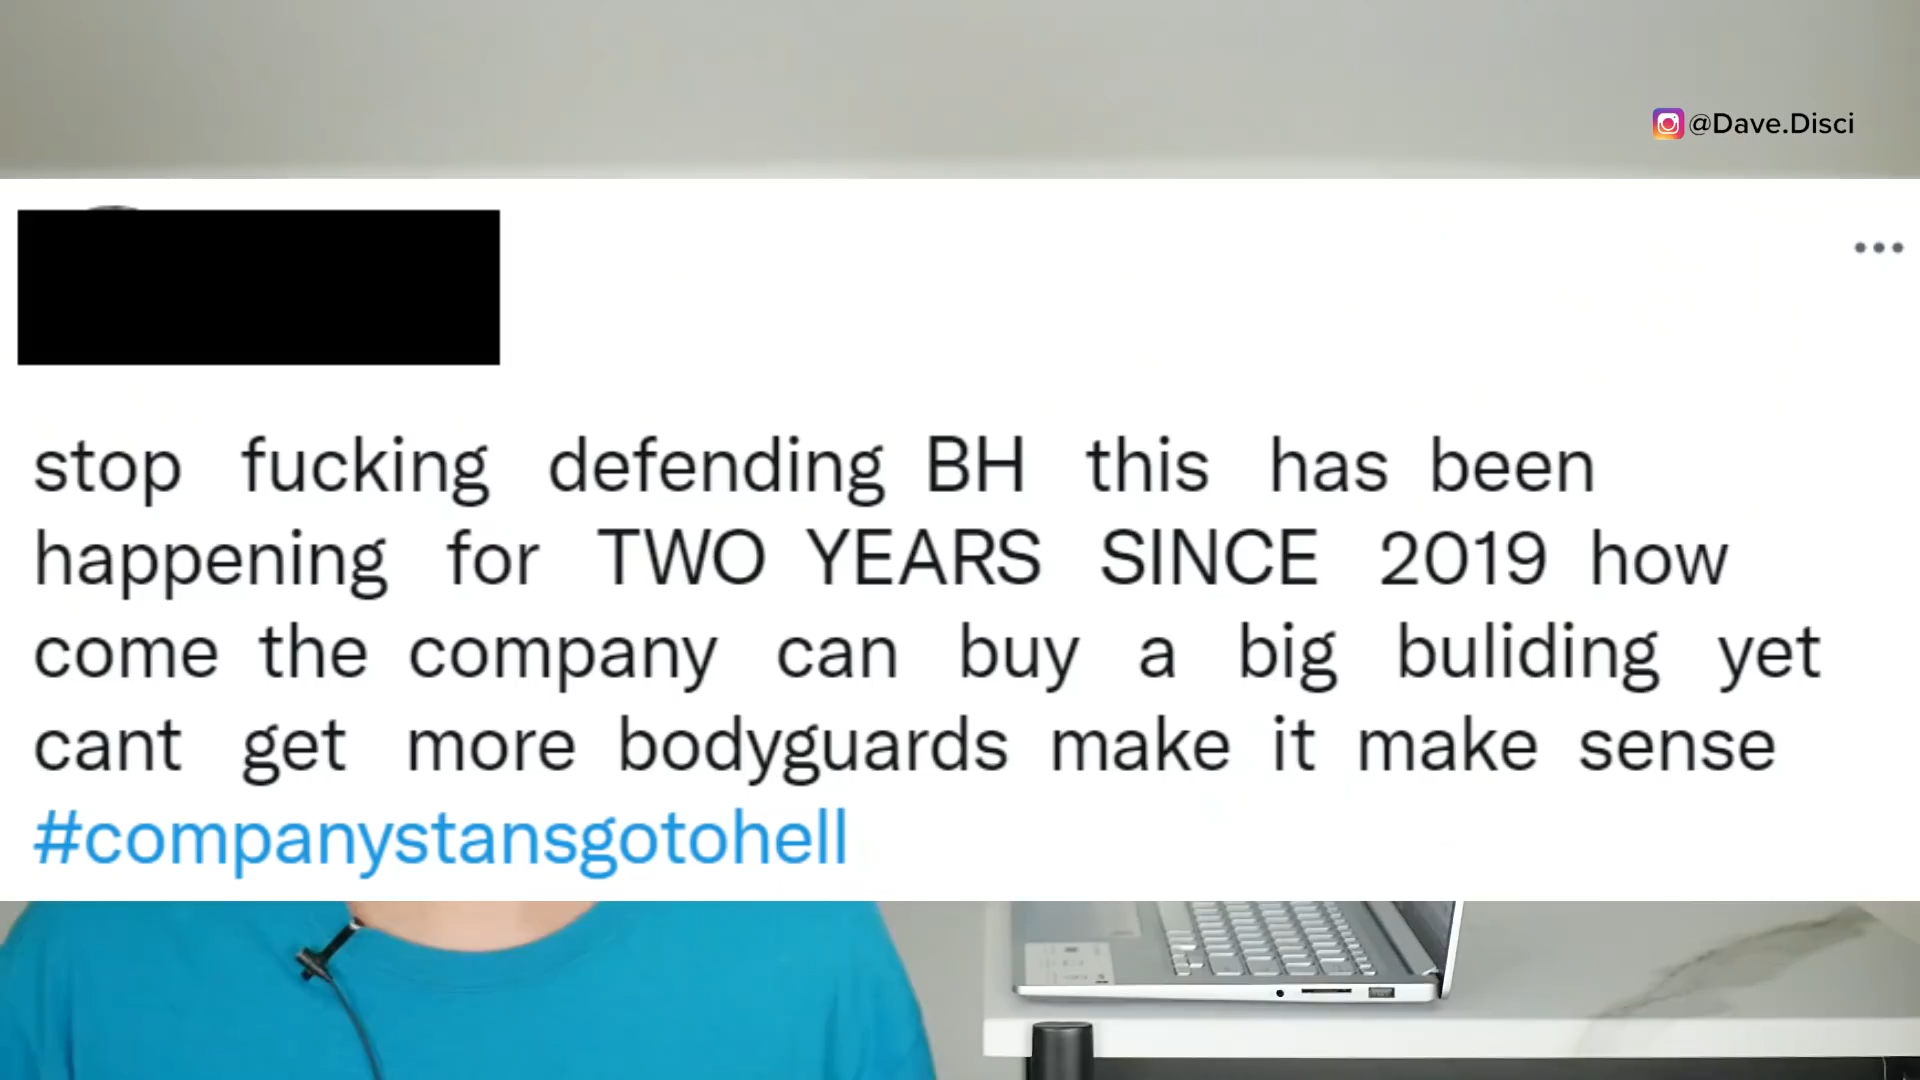 @Dave.Disci
stop fucking defending BH this has been
happening for TWO YEARS SINCE 2019 how
come the company can buy a big buliding yet
cant get more bodyguards make it make sense
#companystansgotohell